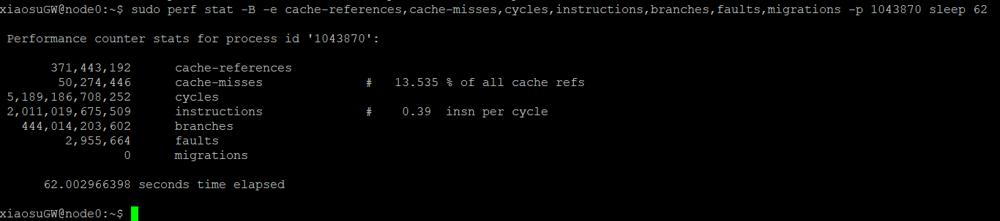 xiaosuGW@node0:~$ sudo perf stat -B -e cache-references,cache-misses,cycles,instructions,branches,faults,migrations -p 1043870 sleep 62
Performance counter stats for process id '1043870':
371,443,192 cache-references
50,274,446 cache-misses # 13.535 % of all cache refs
5,189,186,708,252 cycles
2,011,019,675,509 instructions # 0.39 insn per cycle
444,014,203,602 branches
2,955,664 faults
0 migrations
62.002966398 seconds time elapsed
xiaosuGW@node0:~$